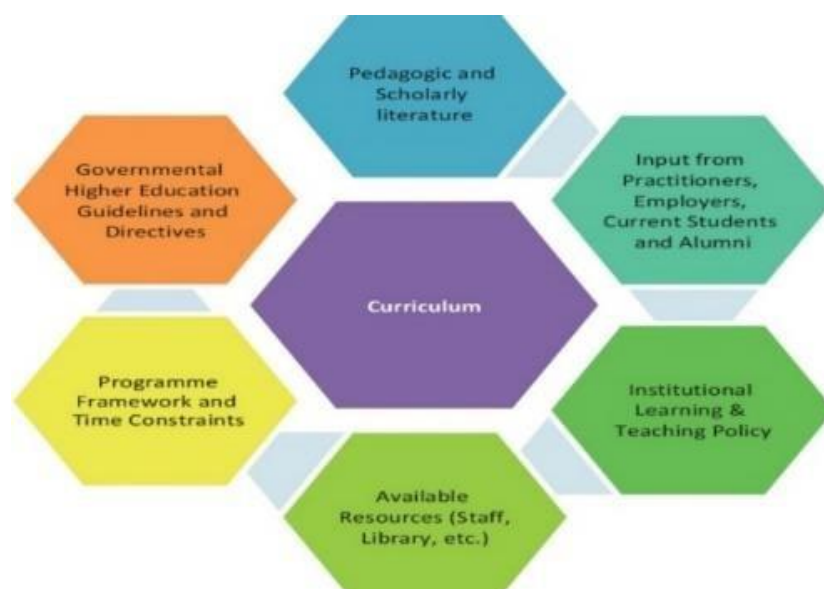 Pedagogic and
Scholarly
literature
Governmental
Higher Education
Guidelines and
Directives
Input from
Practitioners,
Employers,
Current Students
and Alumni
Curriculum
Programme
Framework and
Time Constraints
Institutional
Learning &
Teaching Policy
Available
Resources (Staff,
Library, etc.)